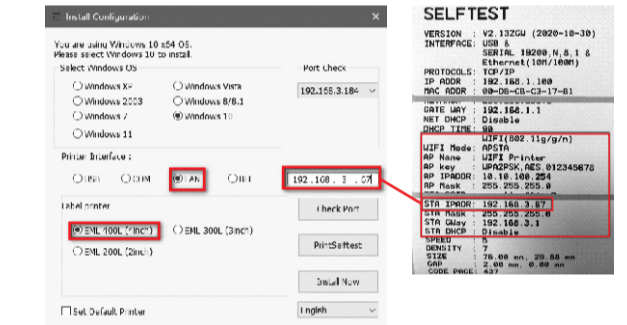 Install Configuration
You are using Windows 10 x64 OS.
Please select Windows 10 to install.
Select Windows OS
Windows XP
Windows Vista
Windows 2003
Windows 8/8.1
Windows 7
Windows 10
Windows 11
Port Check
192.168.3.184
Printer Interface :
USB
COM
LAN
192.168. 3 . 67
Label printer
EML 400L (4inch)
EML 300L (3inch)
EML 200L (2inch)
Check Port
PrintSelftest
Install Now
Set Default Printer
English
SELFTEST
VERSION : V2.13ZGW (2020-10-30)
INTERFACE: USB &
SERIAL 19200,N,8,1 &
Ethernet(10M/100M)
PROTOCOLS: TCP/IP
IP ADDR : 192.168.1.100
MAC ADDR : 00-DB-CB-C3-17-81
GATE WAY : 192.168.1.1
NET DHCP : Disable
DHCP TIME: 90
WIFI(802.11g/g/n)
WIFI Mode: APSTA
AP Name : WIFI Printer
AP key : WPA2PSK,AES,012345678
AP IPADDR: 10.10.100.254
AP Mask : 255.255.255.0
STA IPADR: 192.168.3.67
STA Mask : 255.255.255.0
STA GWay : 192.168.3.1
STA DHCP : Disable
SPEED : 5
DENSITY : 7
SIZE : 76.00 mm, 29.88 mm
GAP : 2.00 mm, 0.00 mm
CODE PAGE: 437